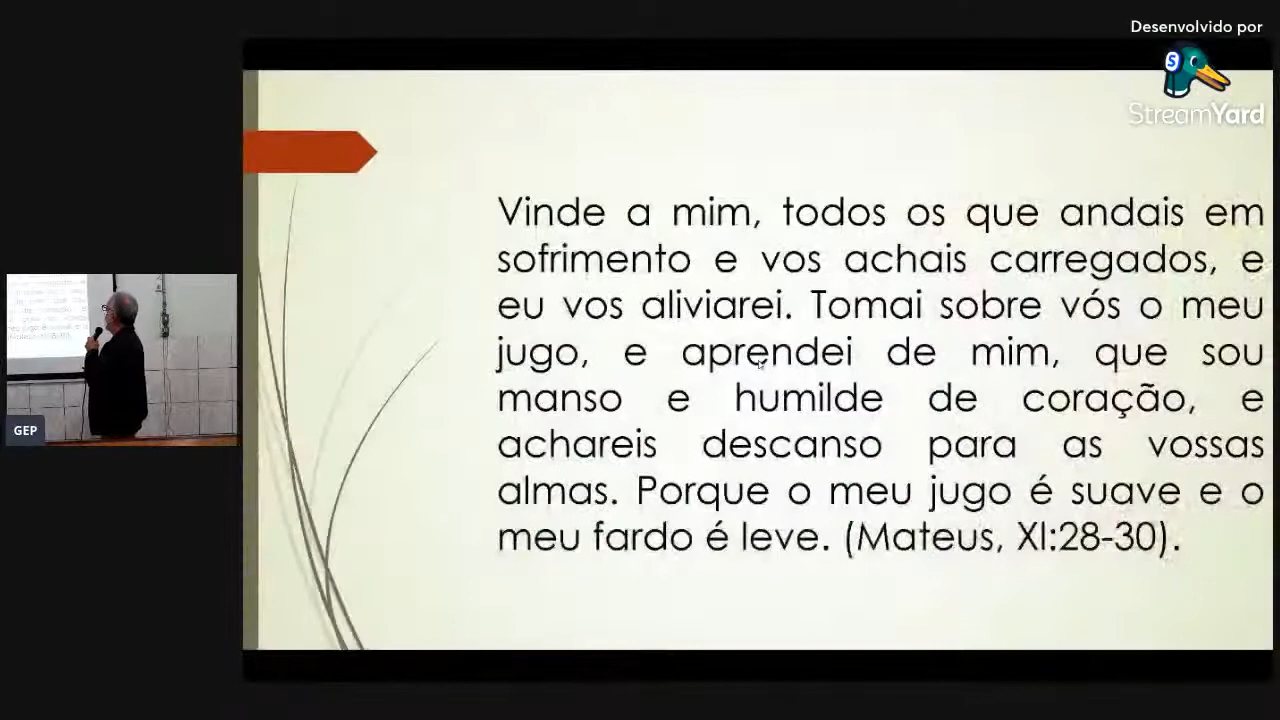 Desenvolvido por
StreamYard
Vinde a mim, todos os que andais em
sofrimento e vos achais carregados, e
eu vos aliviarei. Tomai sobre vós o meu
jugo, e aprendei de mim, que sou
manso e humilde de coração, e
achareis descanso para as vossas
almas. Porque o meu jugo é suave e o
meu fardo é leve. (Mateus, XI:28-30).
GEP